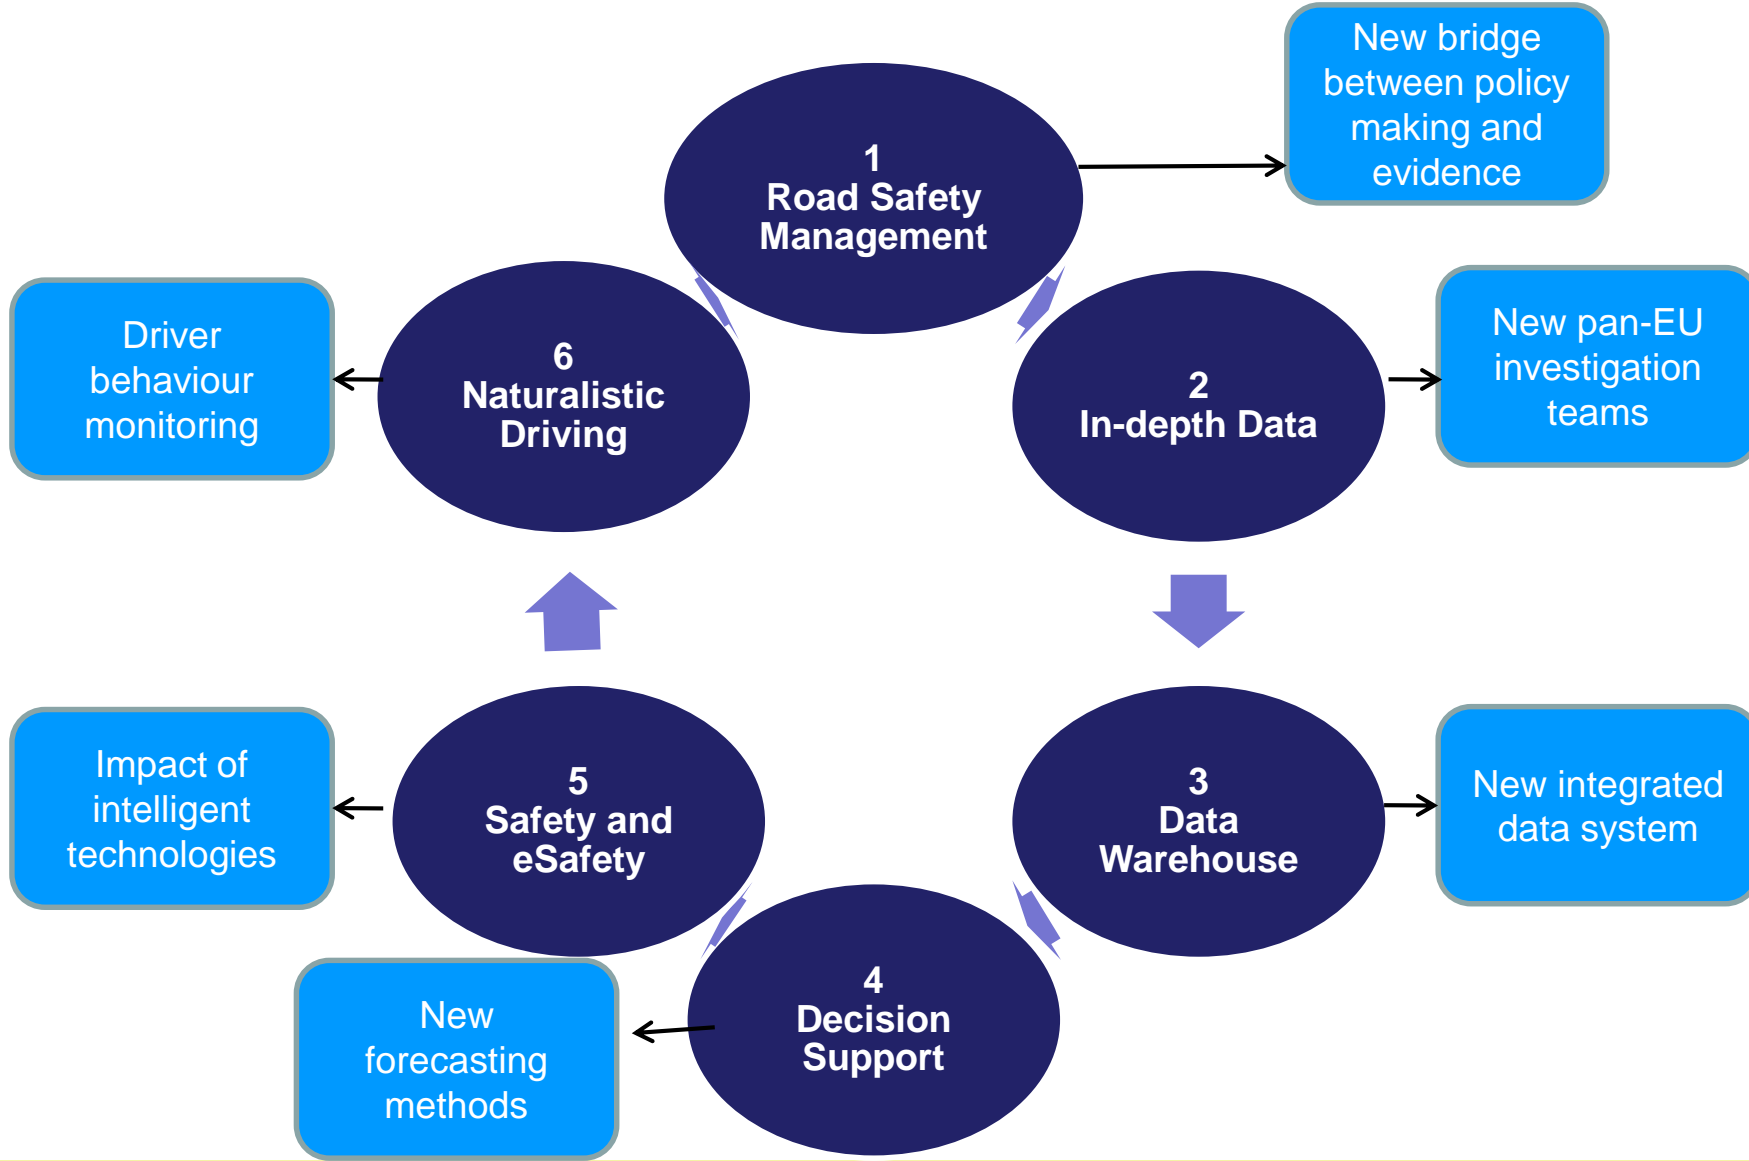 1
Road Safety
Management
New bridge
between policy
making and
evidence
2
In-depth Data
New pan-EU
investigation
teams
3
Data
Warehouse
New integrated
data system
4
Decision
Support
New
forecasting
methods
5
Safety and
eSafety
Impact of
intelligent
technologies
6
Naturalistic
Driving
Driver
behaviour
monitoring